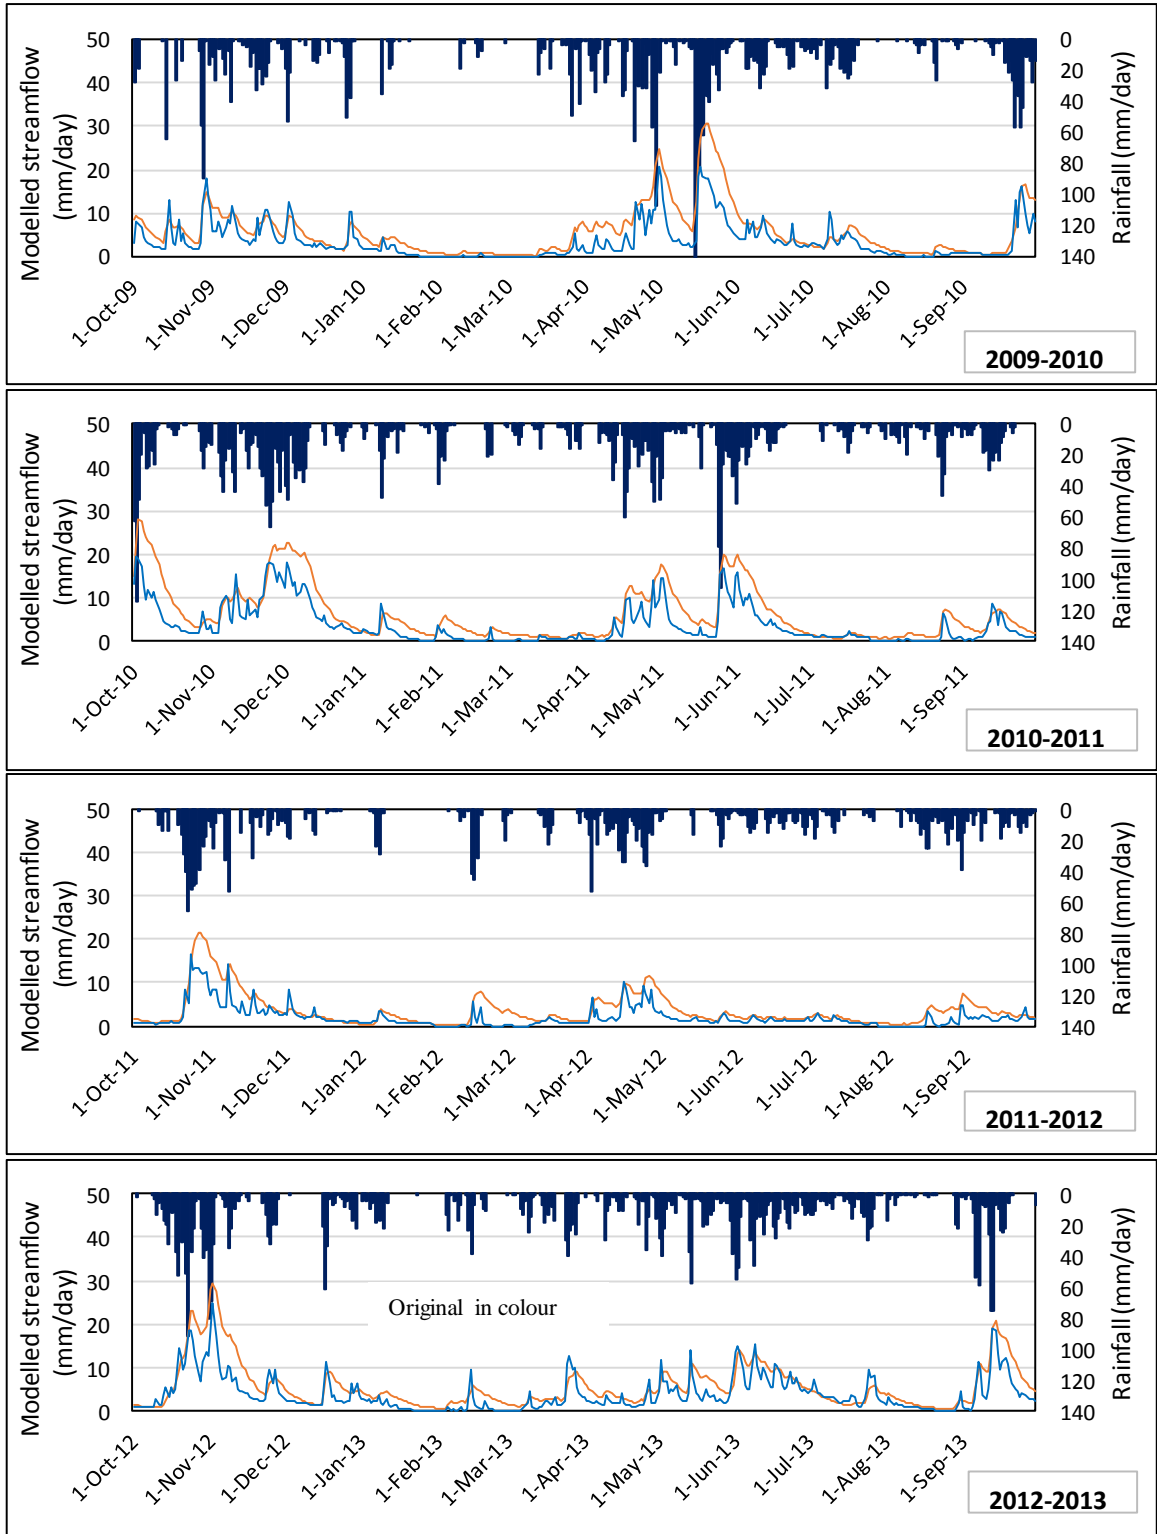 50
40
30
20
10
0
Modelled streamflow
(mm/day)
0
20
40
60
80
100
120
140
Rainfall (mm/day)
1-Oct-09
1-Nov-09
1-Dec-09
1-Jan-10
1-Feb-10
1-Mar-10
1-Apr-10
1-May-10
1-Jun-10
1-Jul-10
1-Aug-10
1-Sep-10
2009-2010
50
40
30
20
10
0
Modelled streamflow
(mm/day)
0
20
40
60
80
100
120
140
Rainfall (mm/day)
1-Oct-10
1-Nov-10
1-Dec-10
1-Jan-11
1-Feb-11
1-Mar-11
1-Apr-11
1-May-11
1-Jun-11
1-Jul-11
1-Aug-11
1-Sep-11
2010-2011
50
40
30
20
10
0
Modelled streamflow
(mm/day)
0
20
40
60
80
100
120
140
Rainfall (mm/day)
1-Oct-11
1-Nov-11
1-Dec-11
1-Jan-12
1-Feb-12
1-Mar-12
1-Apr-12
1-May-12
1-Jun-12
1-Jul-12
1-Aug-12
1-Sep-12
2011-2012
50
40
30
20
10
0
Modelled streamflow
(mm/day)
0
20
40
60
80
100
120
140
Rainfall (mm/day)
Original in colour
1-Oct-12
1-Nov-12
1-Dec-12
1-Jan-13
1-Feb-13
1-Mar-13
1-Apr-13
1-May-13
1-Jun-13
1-Jul-13
1-Aug-13
1-Sep-13
2012-2013